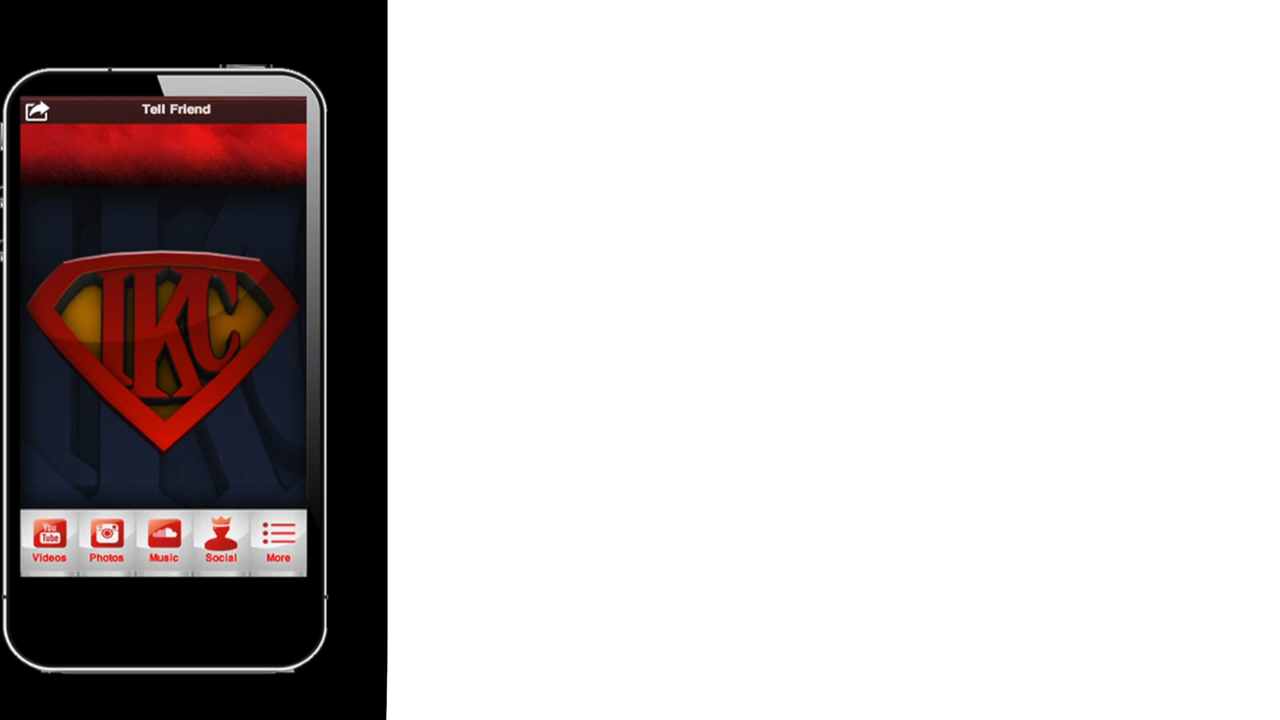 Tell Friend
IKC
You
Tube
Videos
Photos
Music
Social
More